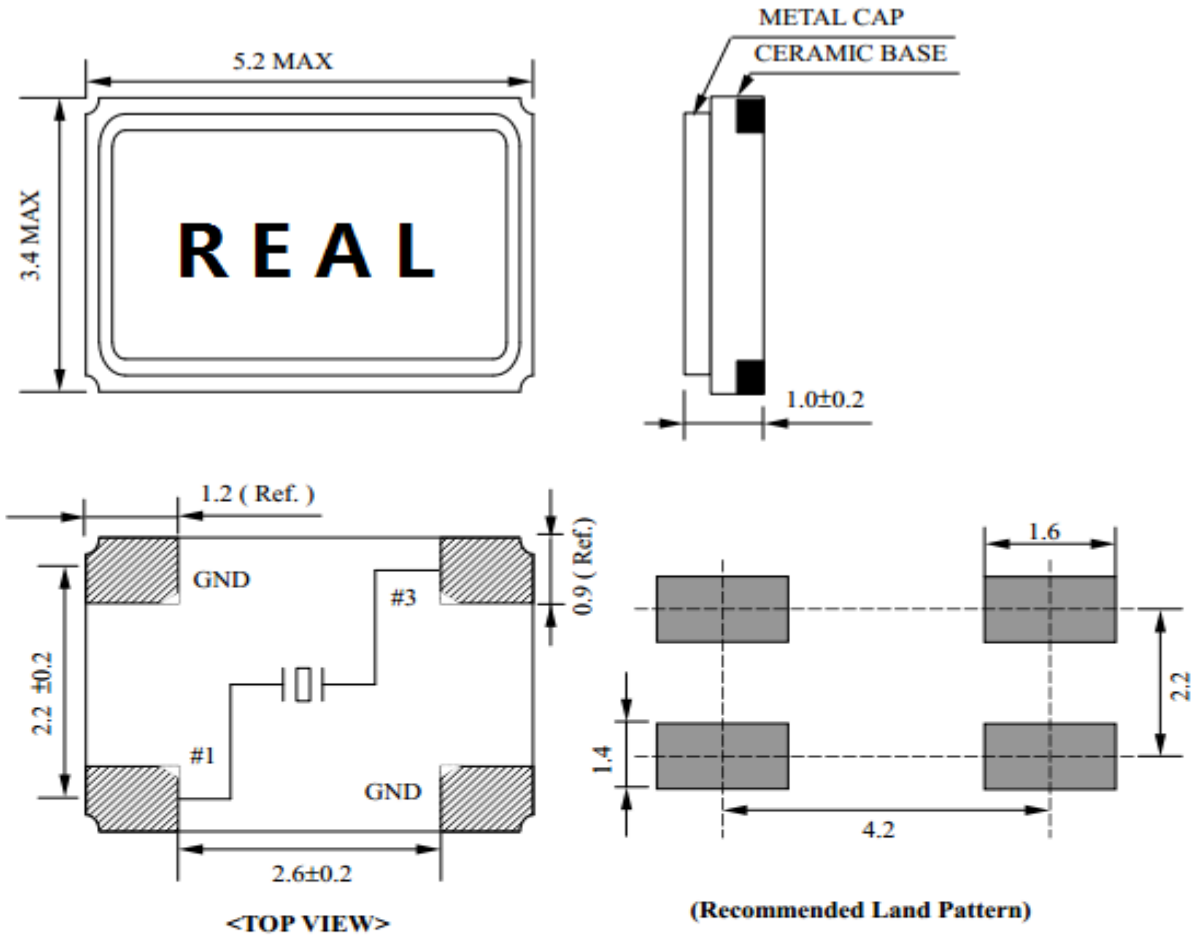 METAL CAP
CERAMIC BASE
5.2 MAX
3.4 MAX
R E A L
1.0±0.2
1.2 ( Ref. )
0.9 ( Ref.)
GND
#3
2.2 ±0.2
#1
GND
2.6±0.2
<TOP VIEW>
1.6
2.2
1.4
4.2
(Recommended Land Pattern)